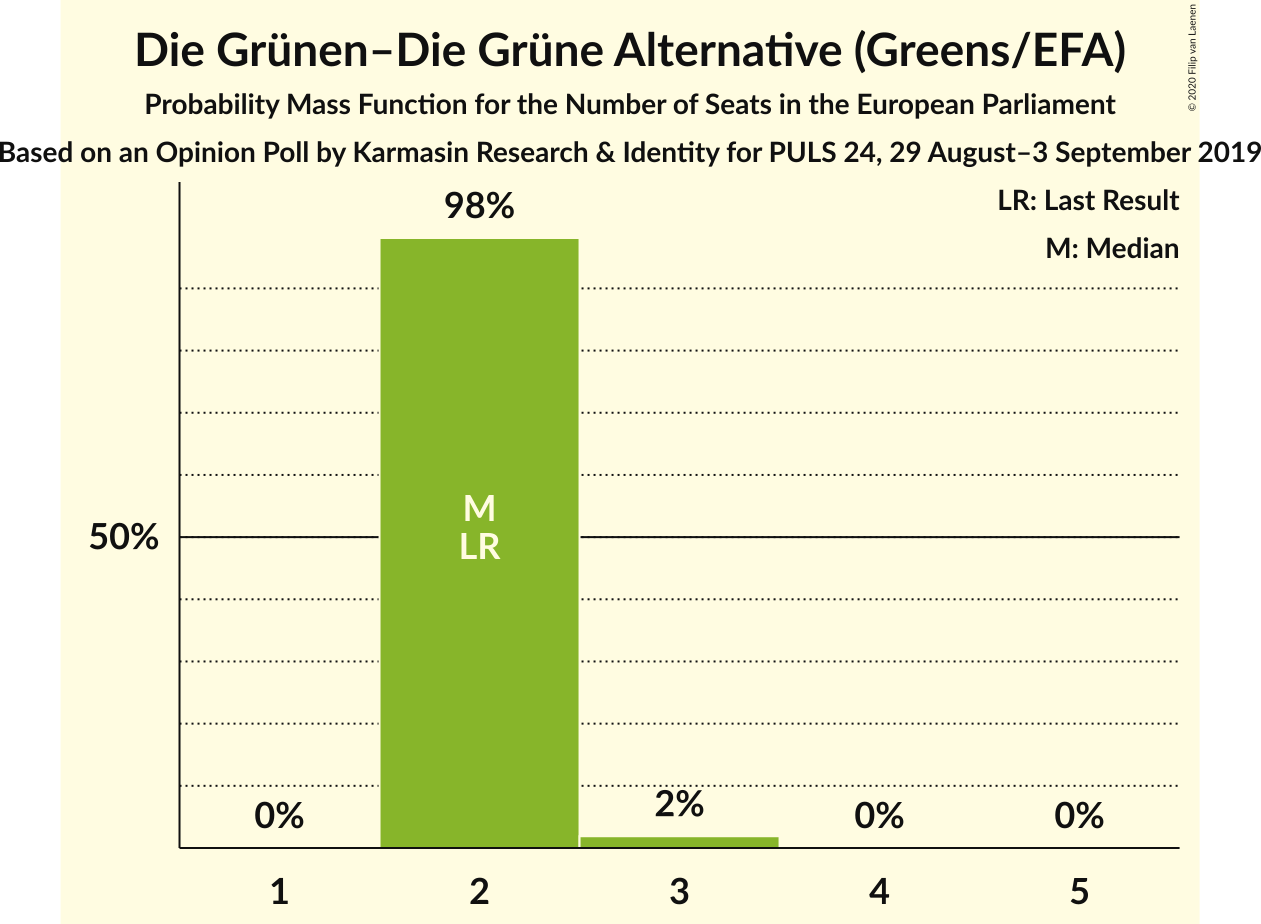 Die Grünen–Die Grüne Alternative (Greens/EFA)
Probability Mass Function for the Number of Seats in the European Parliament
Based on an Opinion Poll by Karmasin Research & Identity for PULS 24, 29 August–3 September 2019
© 2020 Filip van Laenen
LR: Last Result
M: Median
98%
M
LR
50%
0%
2%
0%
0%
1
2
3
4
5